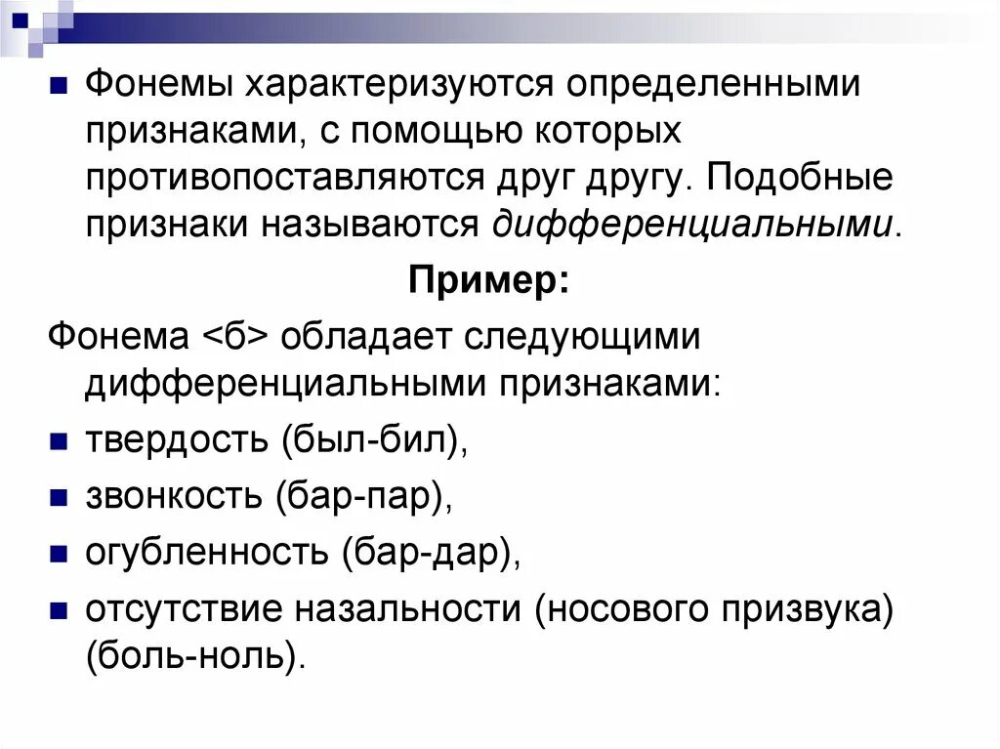 Фонемы характеризуются определенными
признаками, с помощью которых
противопоставляются друг другу. Подобные
признаки называются дифференциальными.
Пример:
Фонема <б> обладает следующими
дифференциальными признаками:
твердость (был-бил),
звонкость (бар-пар),
огубленность (бар-дар),
отсутствие назальности (носового призвука)
(боль-ноль).